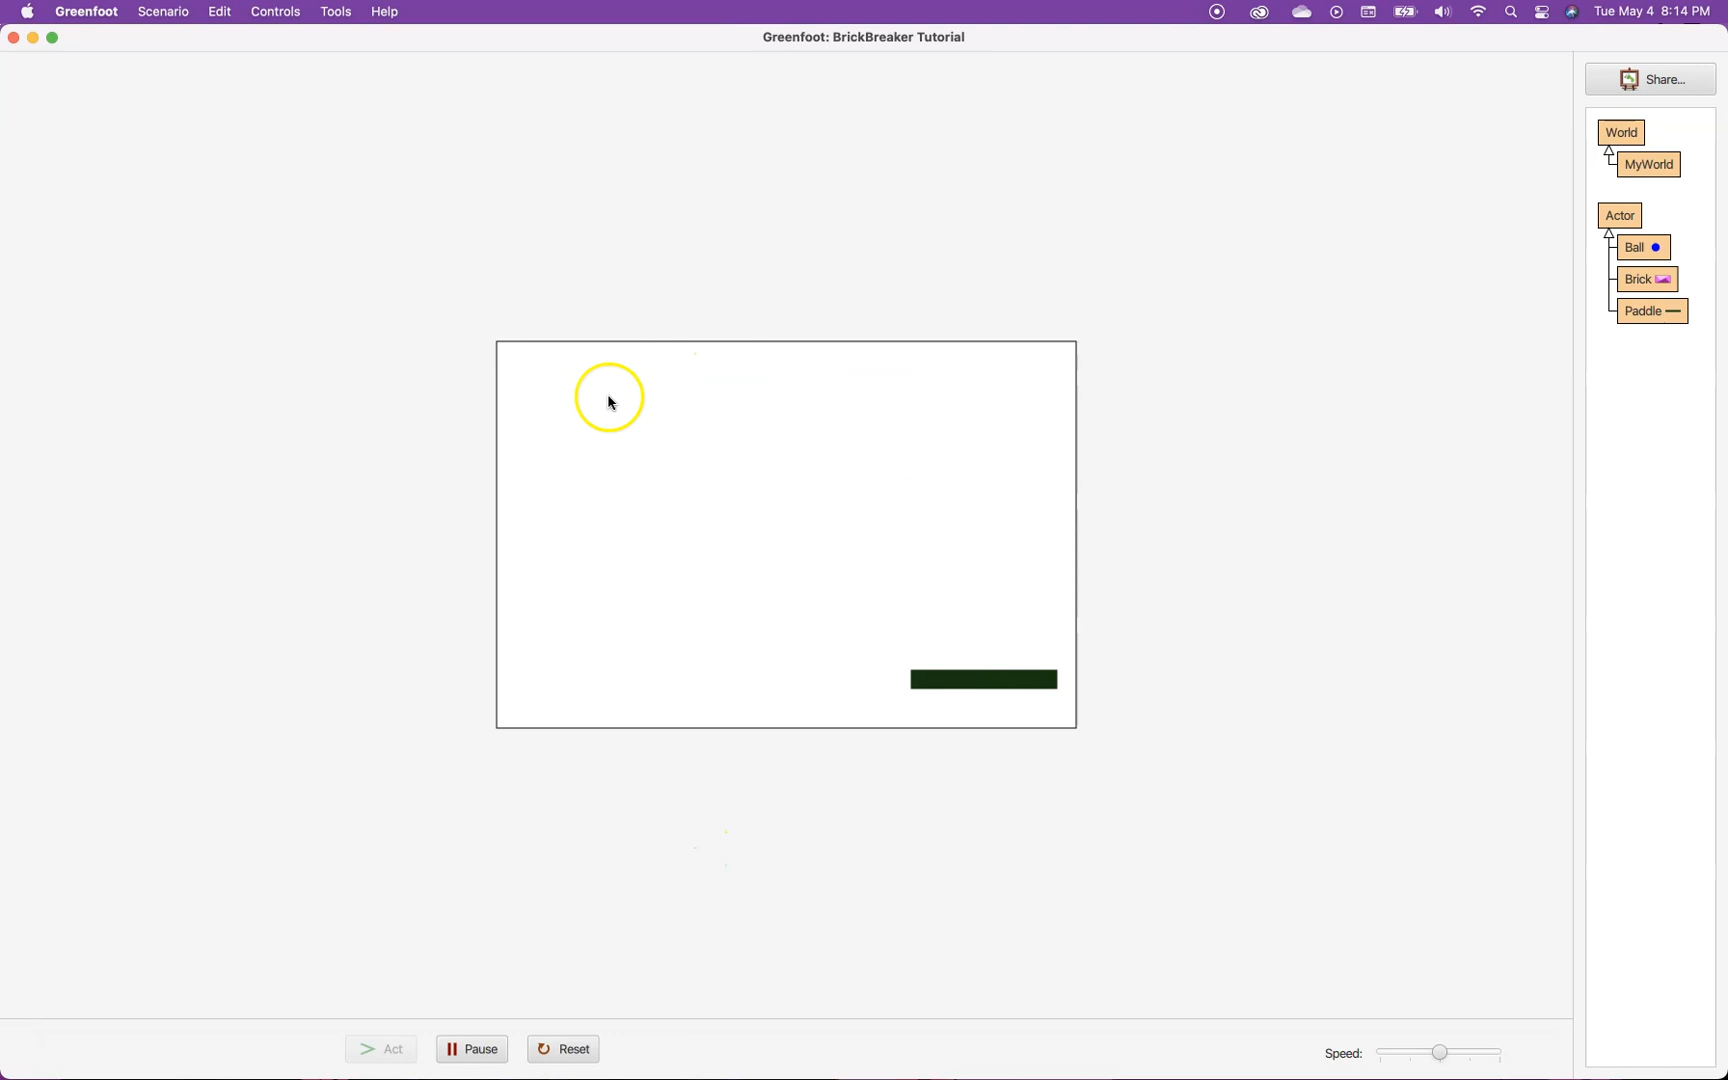 Greenfoot Scenario Edit Controls Tools Help Tue May 4 8:14 PM
Greenfoot: BrickBreaker Tutorial
Share...
World
MyWorld
Actor
Ball
Brick
Paddle
Act Pause Reset Speed: